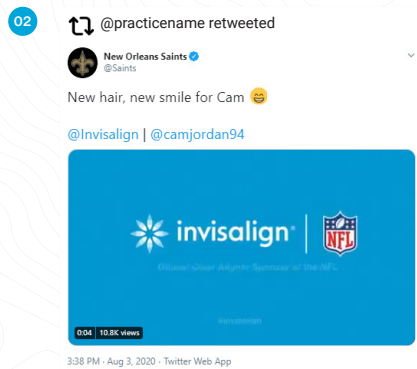 02
@practicename retweeted
New Orleans Saints
@Saints
New hair, new smile for Cam
@Invisalign | @camjordan94
invisalign® | NFL
Official Clear Aligner Sponsor of the NFL
0:04 10.8K views
3:38 PM · Aug 3, 2020 · Twitter Web App